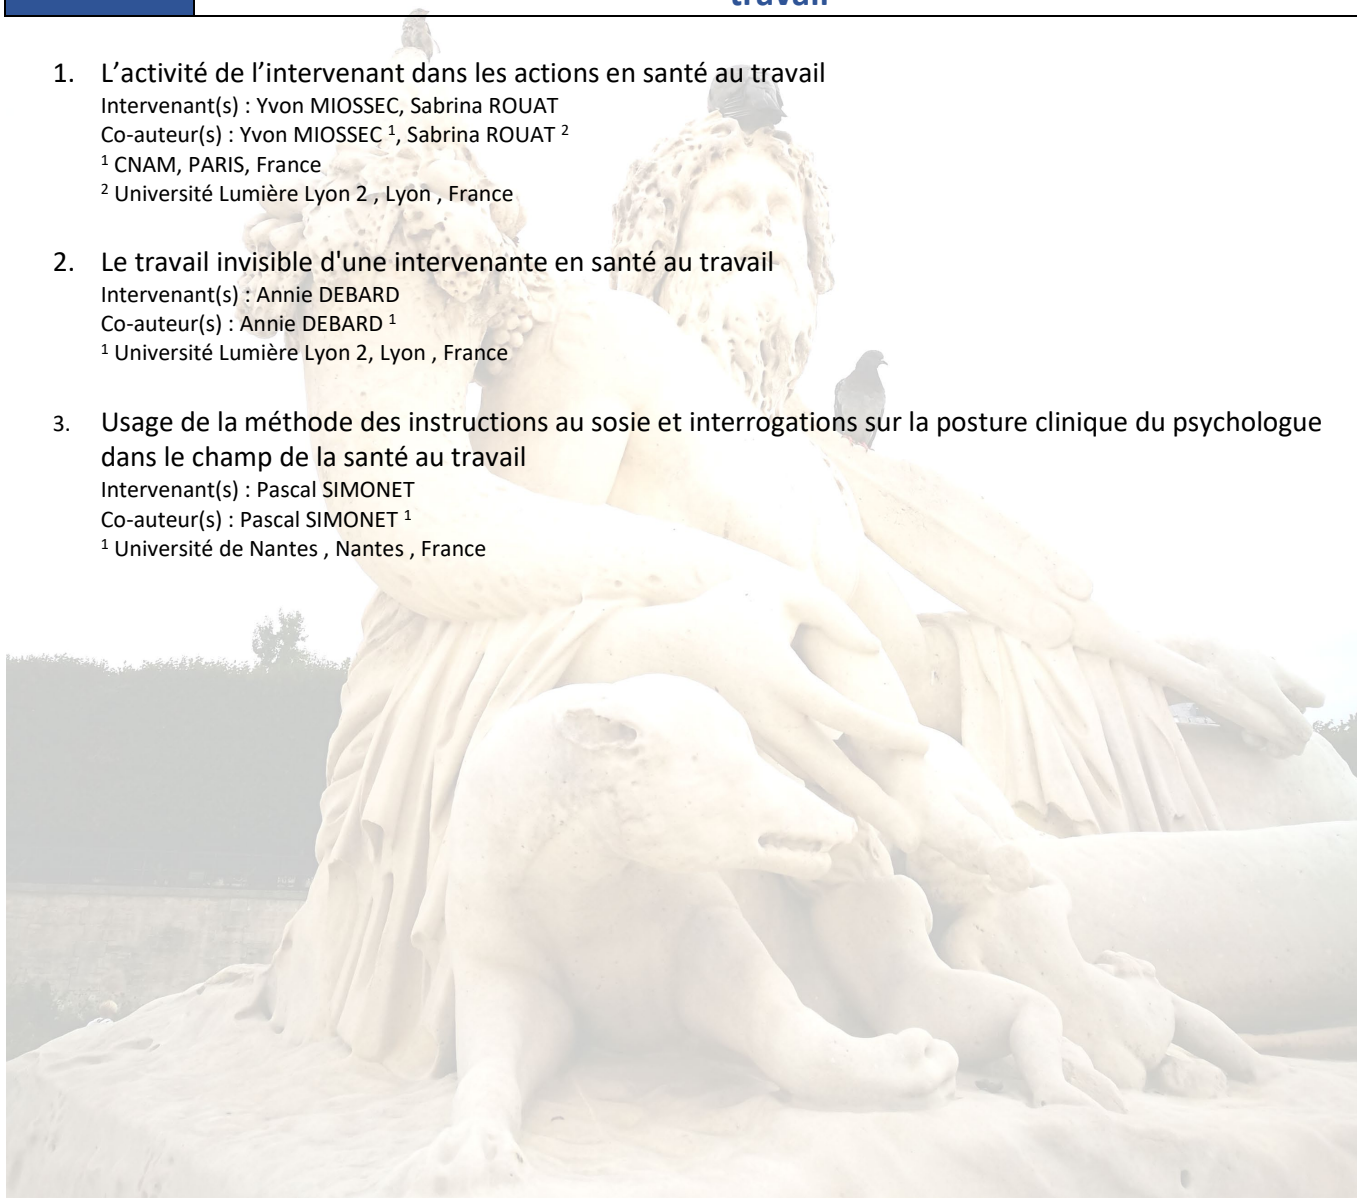 travail
1. L’activité de l’intervenant dans les actions en santé au travail
Intervenant(s) : Yvon MIOSSEC, Sabrina ROUAT
Co-auteur(s) : Yvon MIOSSEC ¹, Sabrina ROUAT ²
¹ CNAM, PARIS, France
² Université Lumière Lyon 2 , Lyon , France
2. Le travail invisible d'une intervenante en santé au travail
Intervenant(s) : Annie DEBARD
Co-auteur(s) : Annie DEBARD ¹
¹ Université Lumière Lyon 2, Lyon , France
3. Usage de la méthode des instructions au sosie et interrogations sur la posture clinique du psychologue
dans le champ de la santé au travail
Intervenant(s) : Pascal SIMONET
Co-auteur(s) : Pascal SIMONET ¹
¹ Université de Nantes , Nantes , France